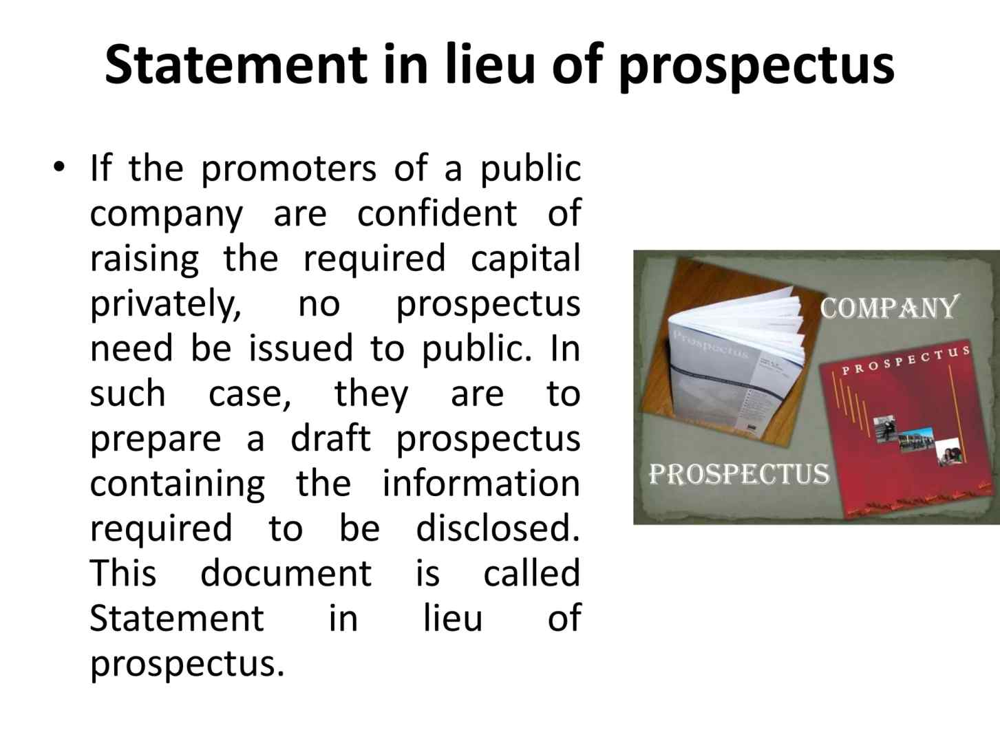 Statement in lieu of prospectus
• If the promoters of a public
company are confident of
raising the required capital
privately, no prospectus
need be issued to public. In
such case, they are to
prepare a draft prospectus
containing the information
required to be disclosed.
This document is called
Statement in lieu of
prospectus.
COMPANY
Prospectus
PROSPECTUS
PROSPECTUS